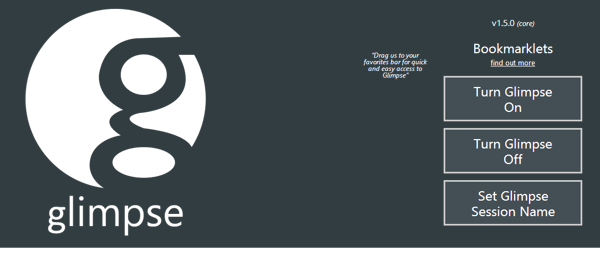 glimpse
"Drag us to your
favorites bar for quick
and easy access to
Glimpse"
v1.5.0 (core)
Bookmarklets
find out more
Turn Glimpse
On
Turn Glimpse
Off
Set Glimpse
Session Name